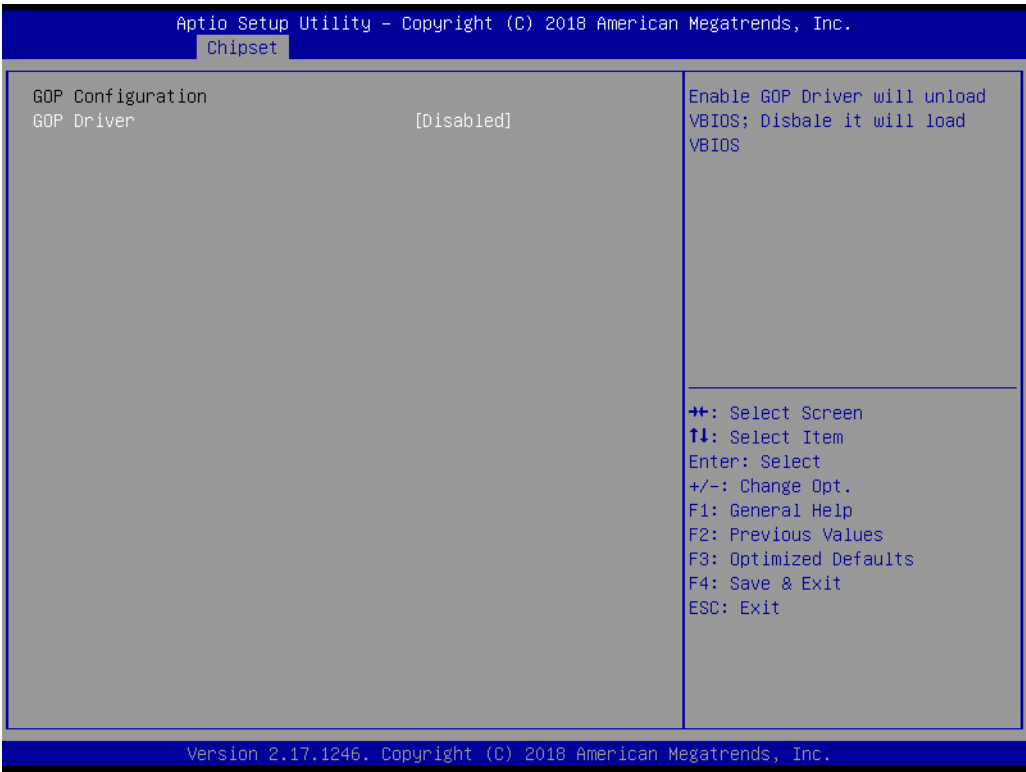 Aptio Setup Utility – Copyright (C) 2018 American Megatrends, Inc.
Chipset
GOP Configuration
GOP Driver [Disabled]
Enable GOP Driver will unload
VBIOS; Disbale it will load
VBIOS
→←: Select Screen
↑↓: Select Item
Enter: Select
+/-: Change Opt.
F1: General Help
F2: Previous Values
F3: Optimized Defaults
F4: Save & Exit
ESC: Exit
Version 2.17.1246. Copyright (C) 2018 American Megatrends, Inc.